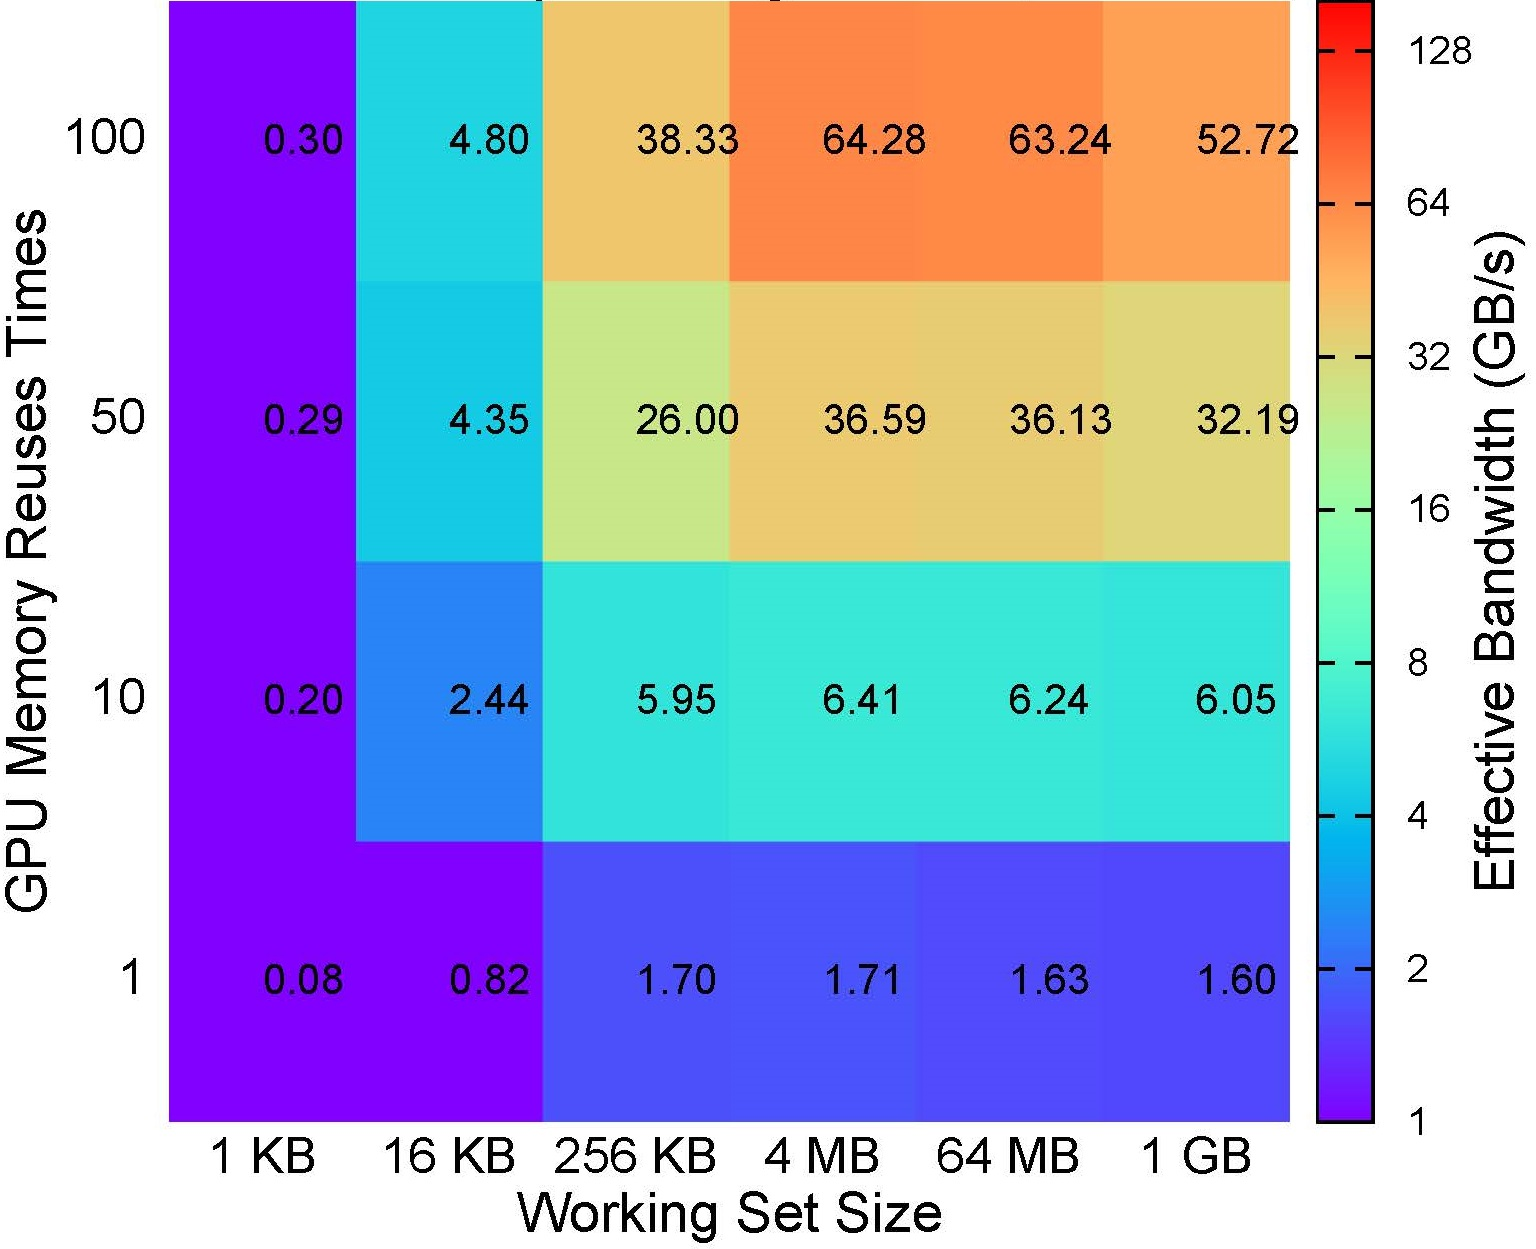 100 0.30 4.80 38.33 64.28 63.24 52.72
50 0.29 4.35 26.00 36.59 36.13 32.19
10 0.20 2.44 5.95 6.41 6.24 6.05
1 0.08 0.82 1.70 1.71 1.63 1.60
1 KB 16 KB 256 KB 4 MB 64 MB 1 GB
Working Set Size
GPU Memory Reuses Times
128
64
32
16
8
4
2
1
Effective Bandwidth (GB/s)